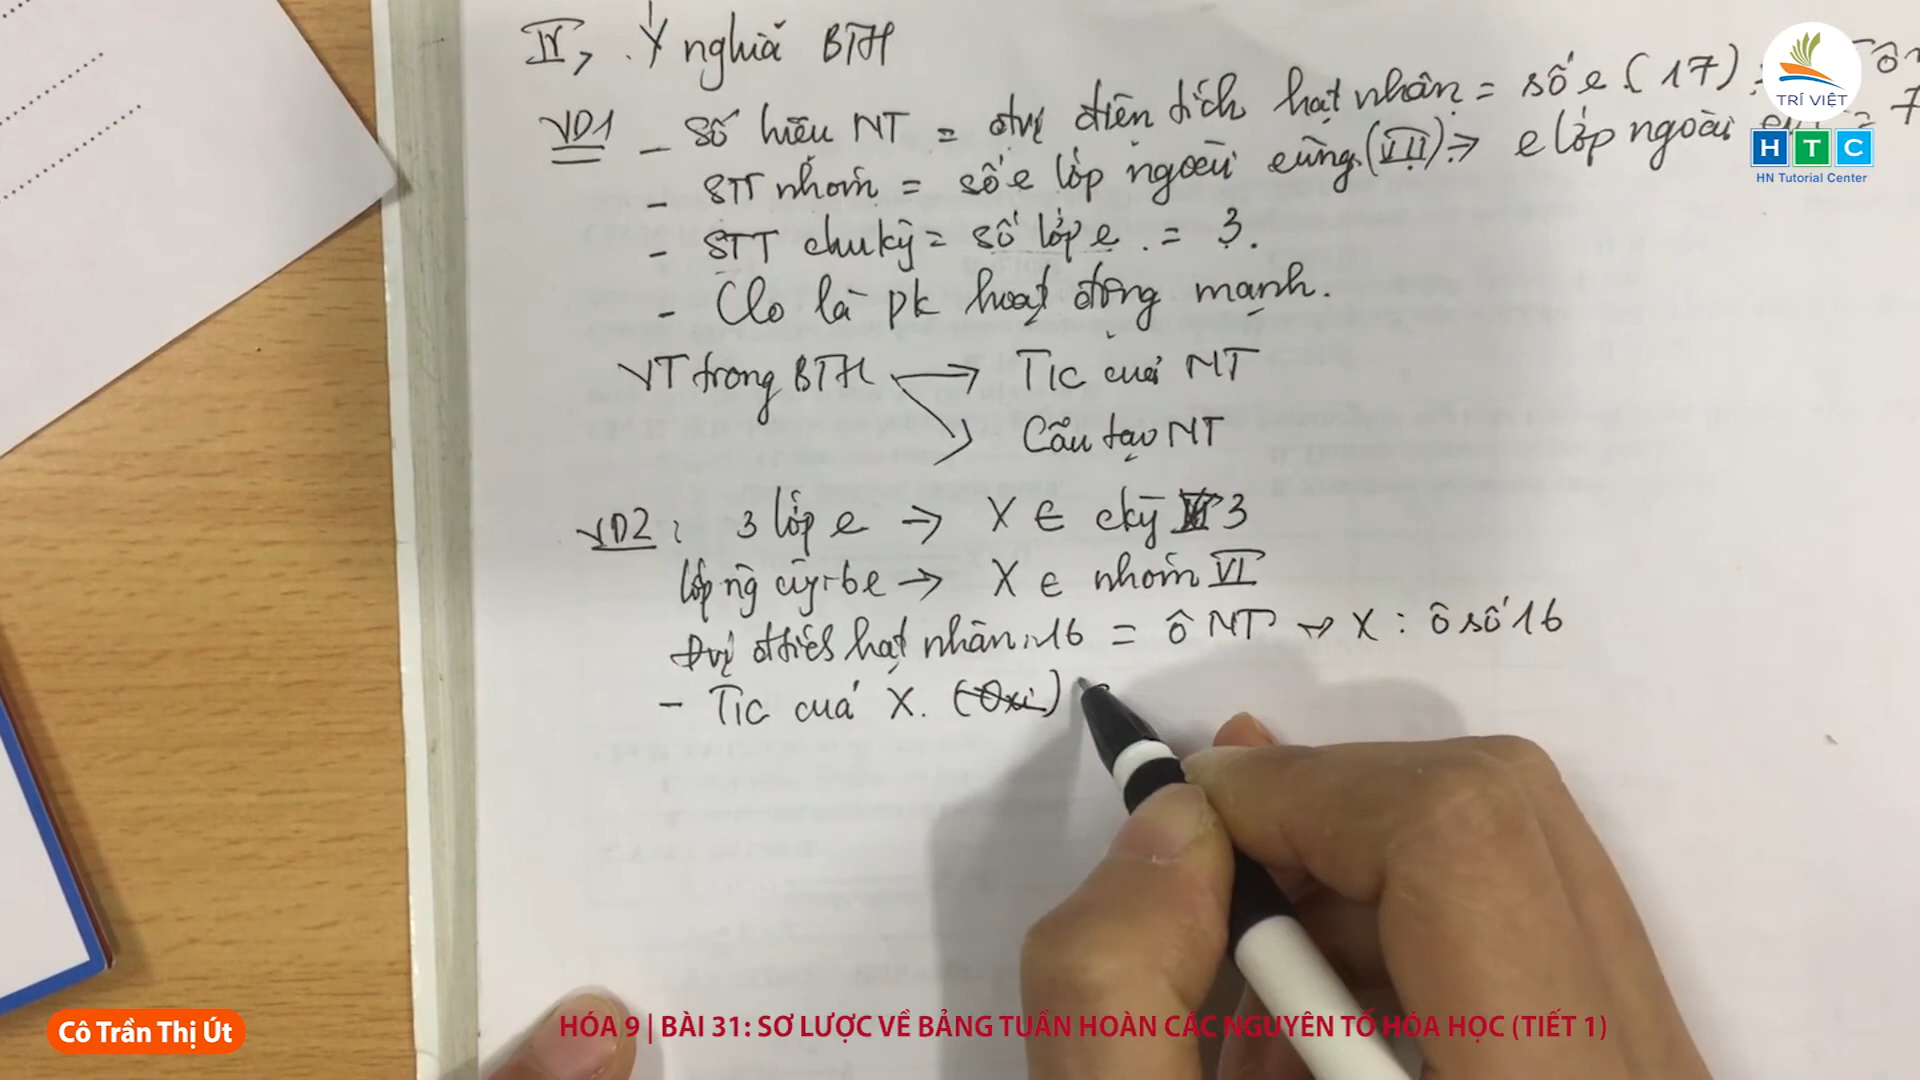 IV, Ý nghĩa BTH
VD1 - Số hiệu NT = đvị điện tích hạt nhân = số e (17) =
- STT nhóm = số e lớp ngoài cùng (VII) → e lớp ngoài = 7
- STT chu kỳ = số lớp e = 3.
- Clo là pk hoạt động mạnh.
VT trong BTH → T/c của NT
Cấu tạo NT
VD2: 3 lớp e → X ∈ ckỳ 3
lớp ng cùng: 6e → X ∈ nhóm VI
Đvị đtích hạt nhân: 16 = ô NT → X : ô số 16
- T/c của X. (Oxi)
TRÍ VIỆT
HTC
HN Tutorial Center
Cô Trần Thị Út
HÓA 9 | BÀI 31: SƠ LƯỢC VỀ BẢNG TUẦN HOÀN CÁC NGUYÊN TỐ HÓA HỌC (TIẾT 1)